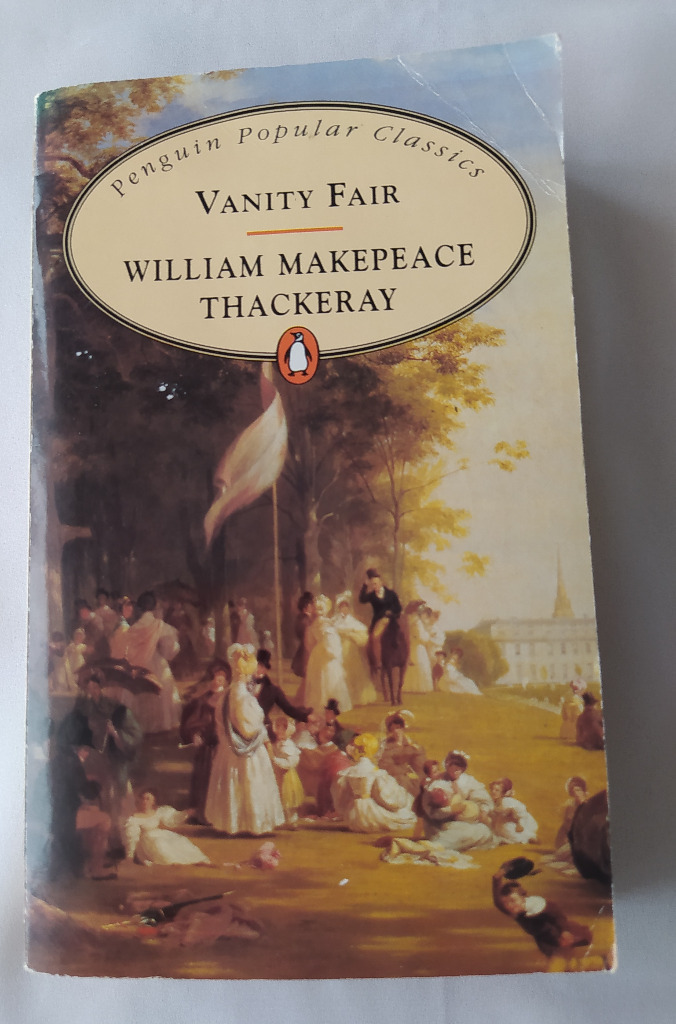 Penguin Popular Classics
VANITY FAIR
WILLIAM MAKEPEACE
THACKERAY